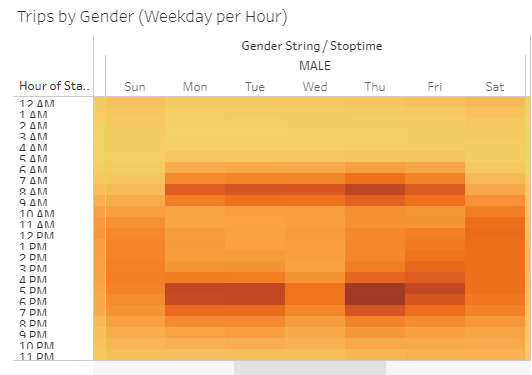 Trips by Gender (Weekday per Hour)
Gender String / Stoptime
MALE
Hour of Sta.. Sun Mon Tue Wed Thu Fri Sat
12 AM
1 AM
2 AM
3 AM
4 AM
5 AM
6 AM
7 AM
8 AM
9 AM
10 AM
11 AM
12 PM
1 PM
2 PM
3 PM
4 PM
5 PM
6 PM
7 PM
8 PM
9 PM
10 PM
11 PM